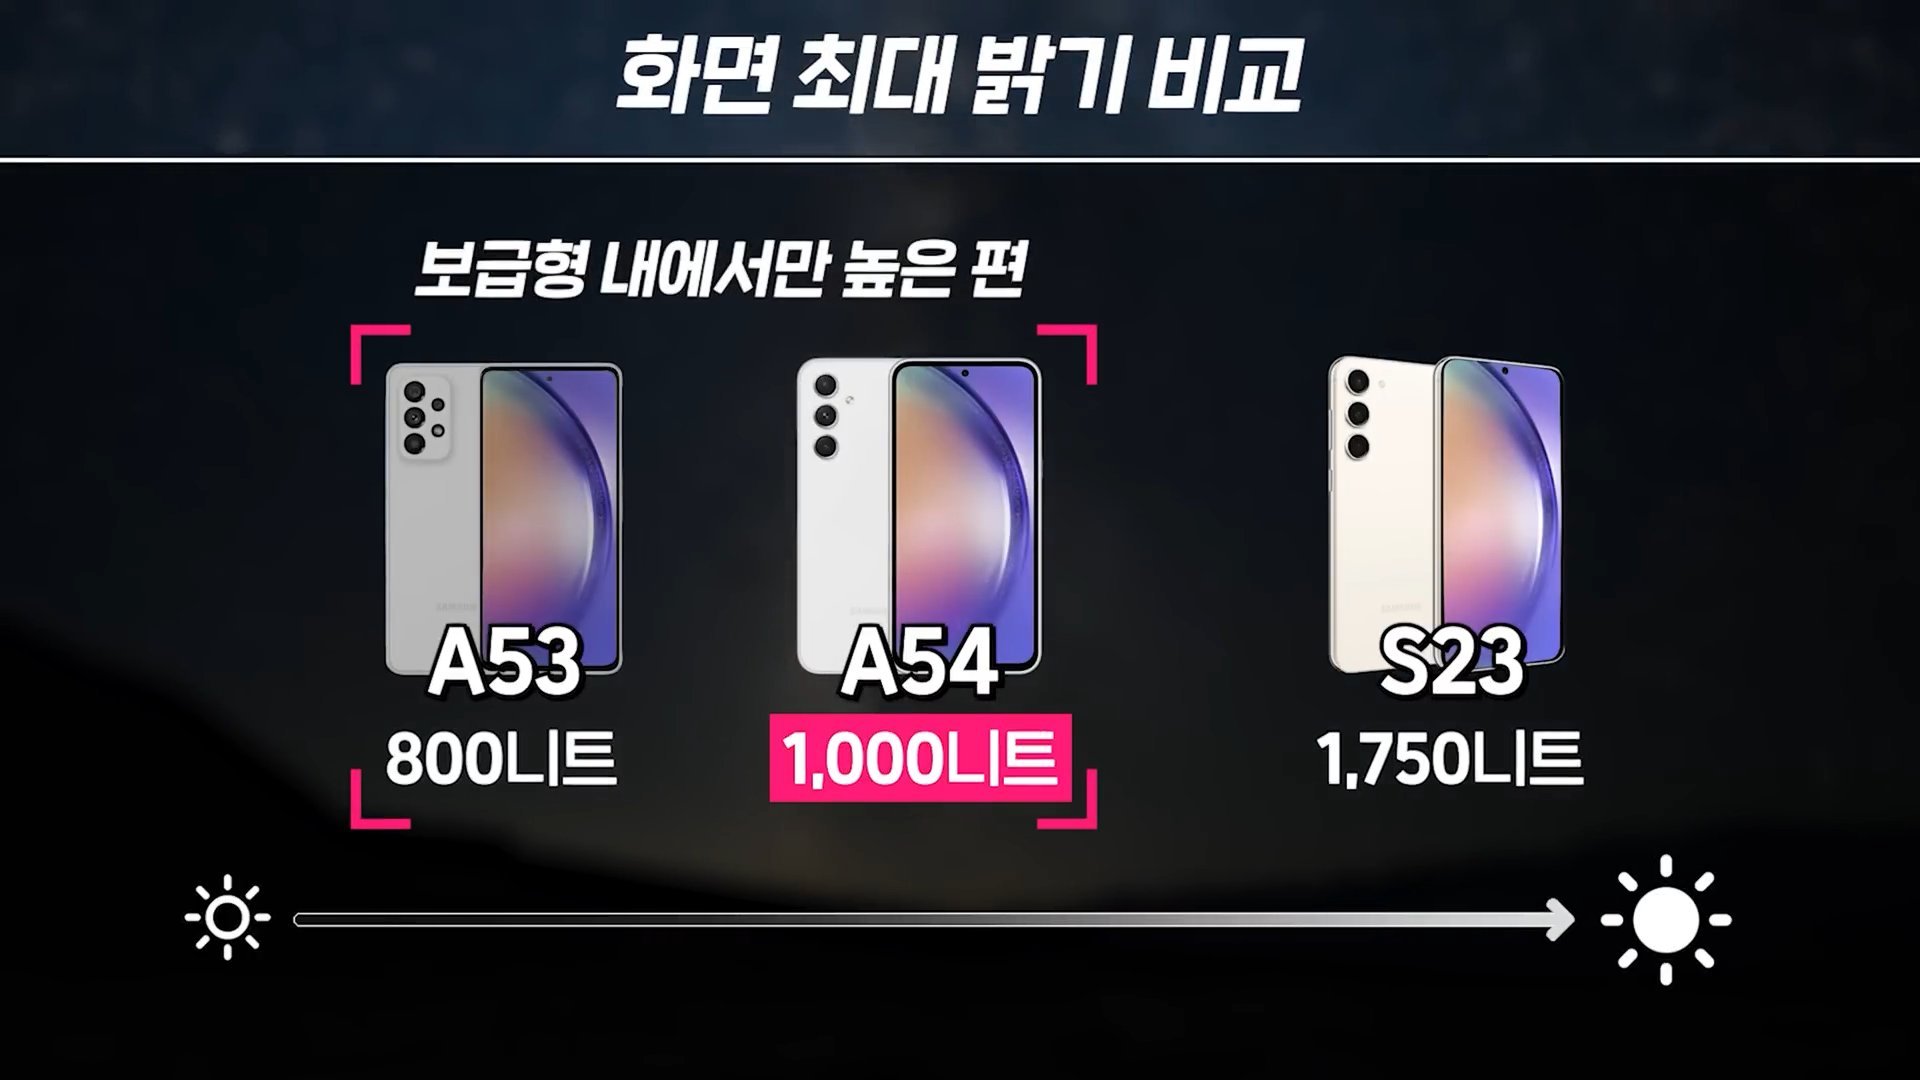 화면 최대 밝기 비교
보급형 내에서만 높은 편
A53
A54
S23
800니트
1,000니트
1,750니트